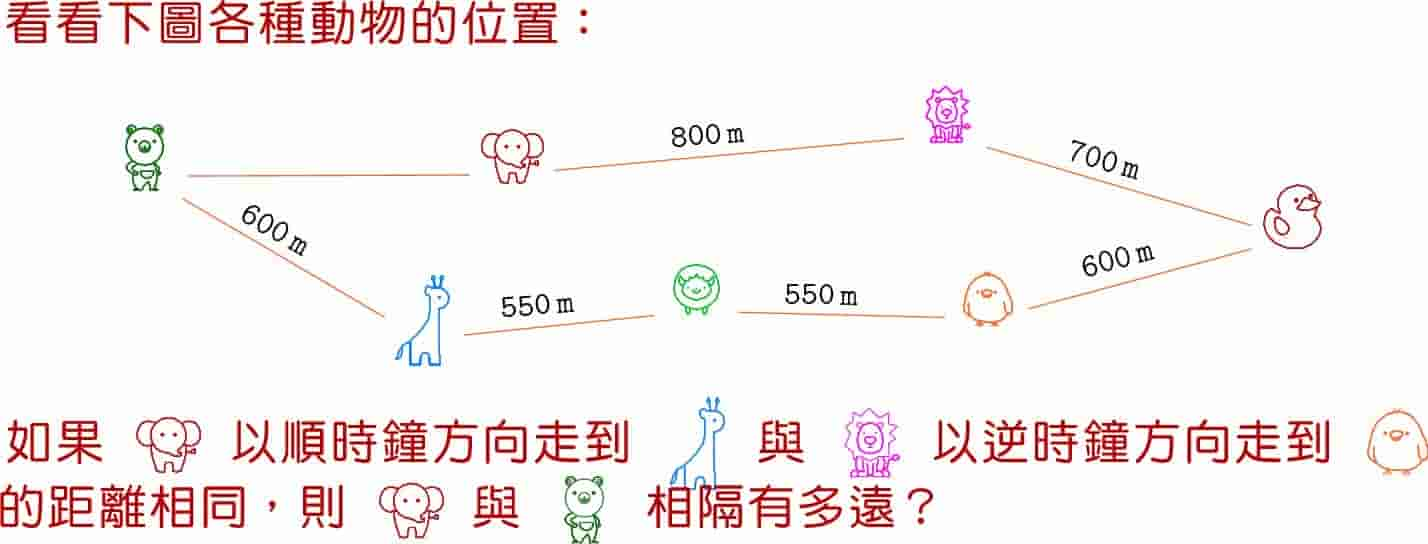 看看下圖各種動物的位置：
800 m
700 m
600 m
600 m
550 m
550 m
如果 以順時鐘方向走到 與 以逆時鐘方向走到
的距離相同，則 與 相隔有多遠？